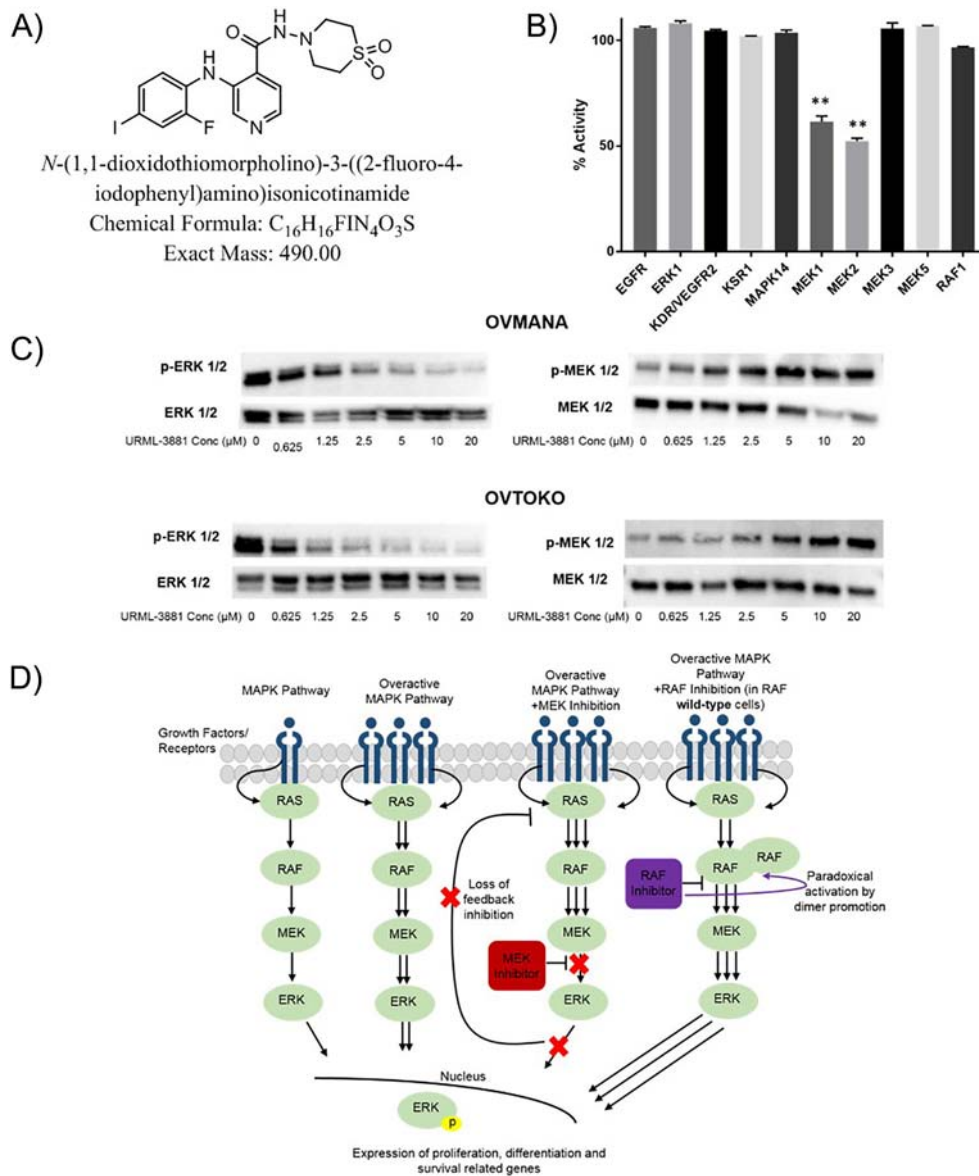 A)
O
H
N
N
S
O
O
H
N
I
F
N
N-(1,1-dioxidothiomorpholino)-3-((2-fluoro-4-
iodophenyl)amino)isonicotinamide
Chemical Formula: C₁₆H₁₆FIN₄O₃S
Exact Mass: 490.00
B)
% Activity
100
50
0
**
**
EGFR
ERK1
KDR/VEGFR2
KSR1
MAPK14
MEK1
MEK2
MEK3
MEK5
RAF1
C)
OVMANA
p-ERK 1/2
ERK 1/2
URML-3881 Conc (µM) 0 0.625 1.25 2.5 5 10 20
p-MEK 1/2
MEK 1/2
URML-3881 Conc (µM) 0 0.625 1.25 2.5 5 10 20
OVTOKO
p-ERK 1/2
ERK 1/2
URML-3881 Conc (µM) 0 0.625 1.25 2.5 5 10 20
p-MEK 1/2
MEK 1/2
URML-3881 Conc (µM) 0 0.625 1.25 2.5 5 10 20
D)
MAPK Pathway
Overactive
MAPK Pathway
Overactive
MAPK Pathway
+MEK Inhibition
Overactive MAPK
Pathway
+RAF Inhibition (in RAF
wild-type cells)
Growth Factors/
Receptors
RAS
RAF
MEK
ERK
RAS
RAF
MEK
ERK
Loss of
feedback
inhibition
MEK
Inhibitor
RAS
RAF
MEK
ERK
RAF
Inhibitor
RAS
RAF
RAF
MEK
ERK
Paradoxical
activation by
dimer promotion
Nucleus
ERK
P
Expression of proliferation, differentiation and
survival related genes